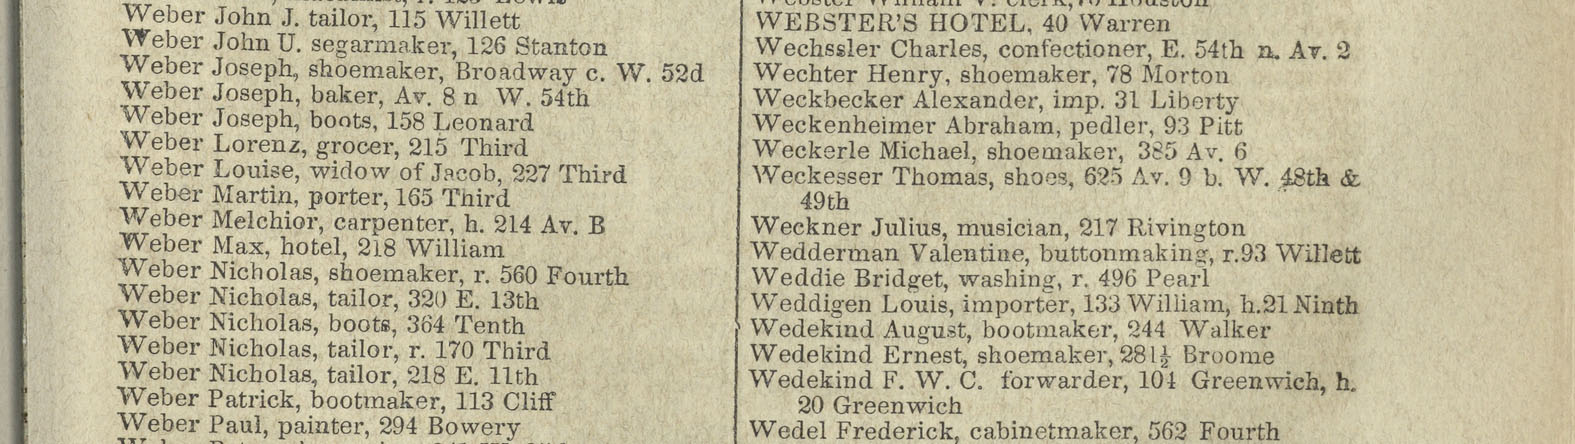 Weber John J. tailor, 115 Willett
Weber John U. segarmaker, 126 Stanton
Weber Joseph, shoemaker, Broadway c. W. 52d
Weber Joseph, baker, Av. 8 n W. 54th
Weber Joseph, boots, 158 Leonard
Weber Lorenz, grocer, 215 Third
Weber Louise, widow of Jacob, 227 Third
Weber Martin, porter, 165 Third
Weber Melchior, carpenter, h. 214 Av. B
Weber Max, hotel, 218 William
Weber Nicholas, shoemaker, r. 560 Fourth
Weber Nicholas, tailor, 320 E. 13th
Weber Nicholas, boots, 364 Tenth
Weber Nicholas, tailor, r. 170 Third
Weber Nicholas, tailor, 218 E. 11th
Weber Patrick, bootmaker, 113 Cliff
Weber Paul, painter, 294 Bowery
Webster William V. clerk, 70 Houston
WEBSTER'S HOTEL, 40 Warren
Wechssler Charles, confectioner, E. 54th n. Av. 2
Wechter Henry, shoemaker, 78 Morton
Weckbecker Alexander, imp. 31 Liberty
Weckenheimer Abraham, pedler, 93 Pitt
Weckerle Michael, shoemaker, 385 Av. 6
Weckesser Thomas, shoes, 625 Av. 9 b. W. 48th &
49th
Weckner Julius, musician, 217 Rivington
Wedderman Valentine, buttonmaking, r.93 Willett
Weddie Bridget, washing, r. 496 Pearl
Weddigen Louis, importer, 133 William, h.21 Ninth
Wedekind August, bootmaker, 244 Walker
Wedekind Ernest, shoemaker, 281½ Broome
Wedekind F. W. C. forwarder, 104 Greenwich, h.
20 Greenwich
Wedel Frederick, cabinetmaker, 562 Fourth